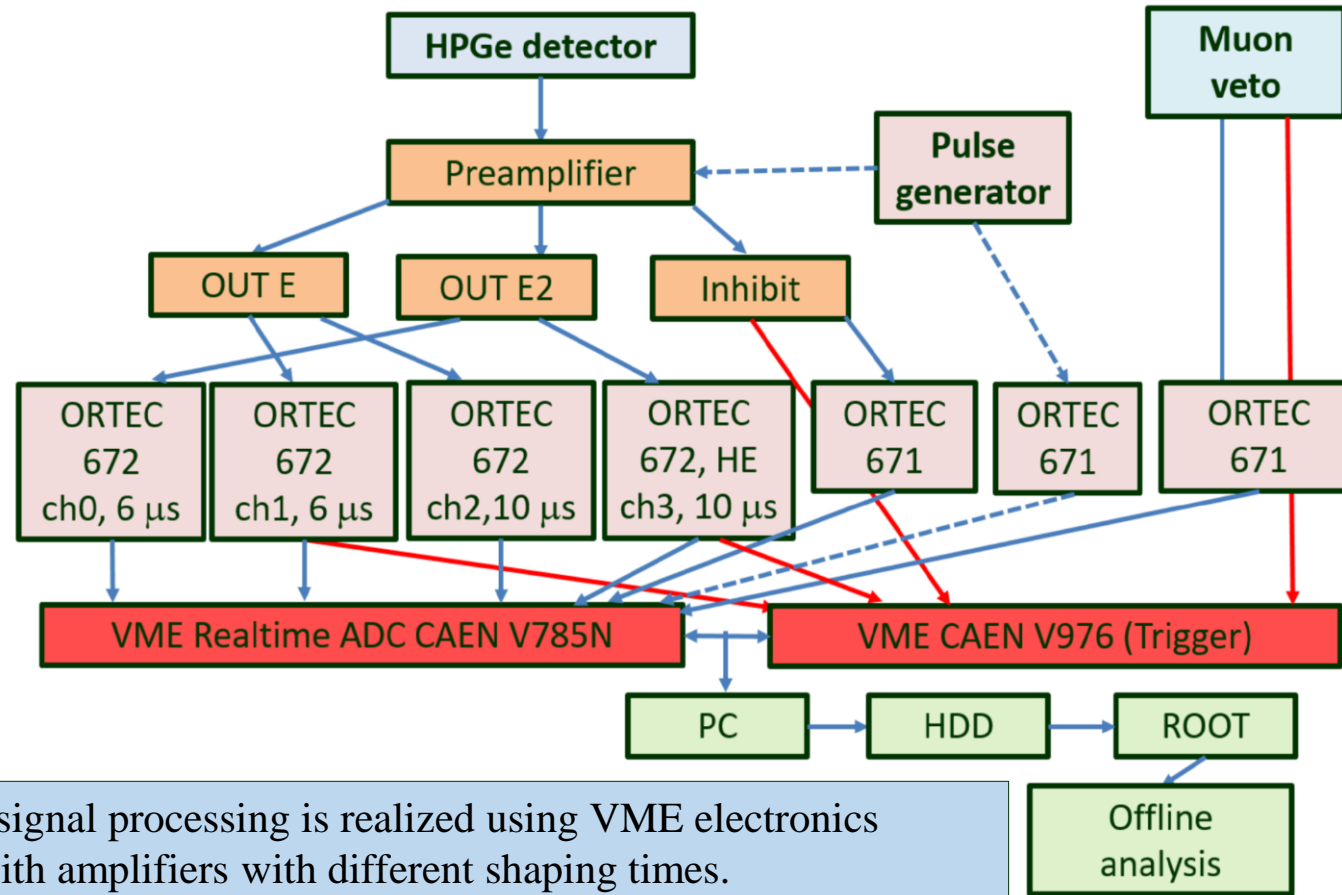 HPGe detector
Muon
veto
Pulse
generator
Preamplifier
OUT E
OUT E2
Inhibit
ORTEC
672
ch0, 6 μs
ORTEC
672
ch1, 6 μs
ORTEC
672
ch2,10 μs
ORTEC
672, HE
ch3, 10 μs
ORTEC
671
ORTEC
671
ORTEC
671
VME Realtime ADC CAEN V785N
VME CAEN V976 (Trigger)
PC
HDD
ROOT
Offline
analysis
signal processing is realized using VME electronics
ith amplifiers with different shaping times.